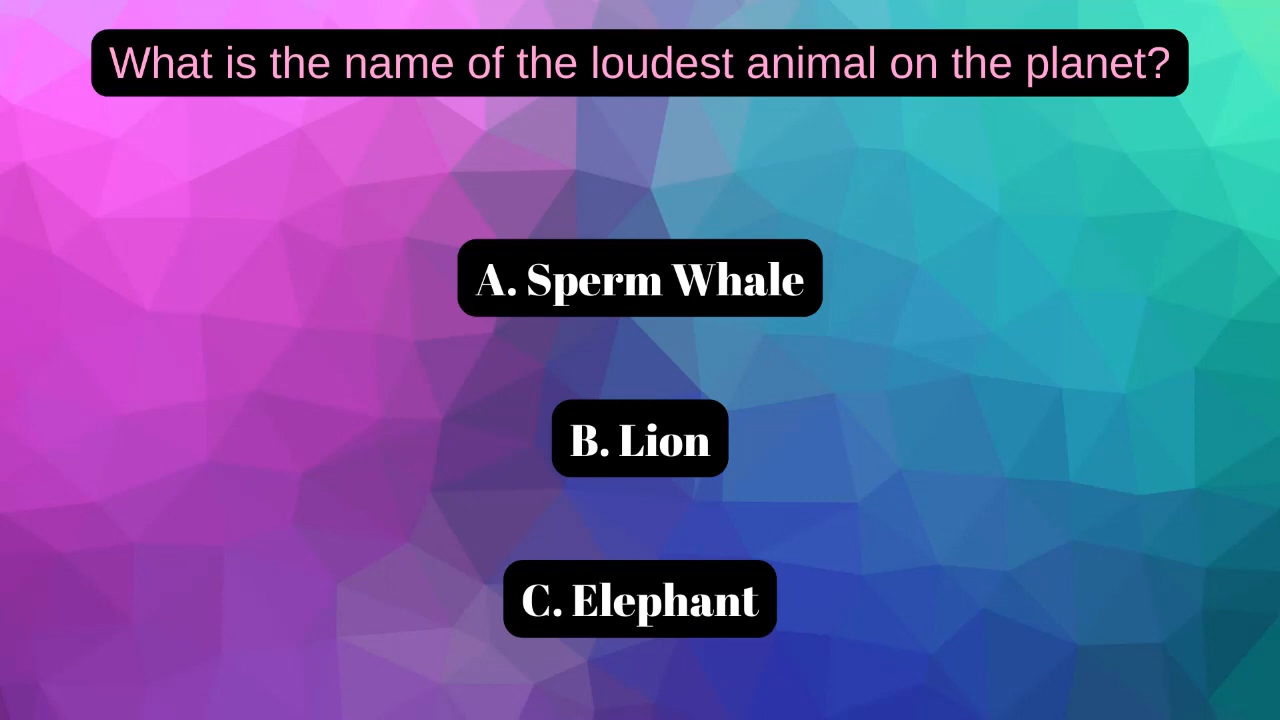 What is the name of the loudest animal on the planet?
A. Sperm Whale
B. Lion
C. Elephant